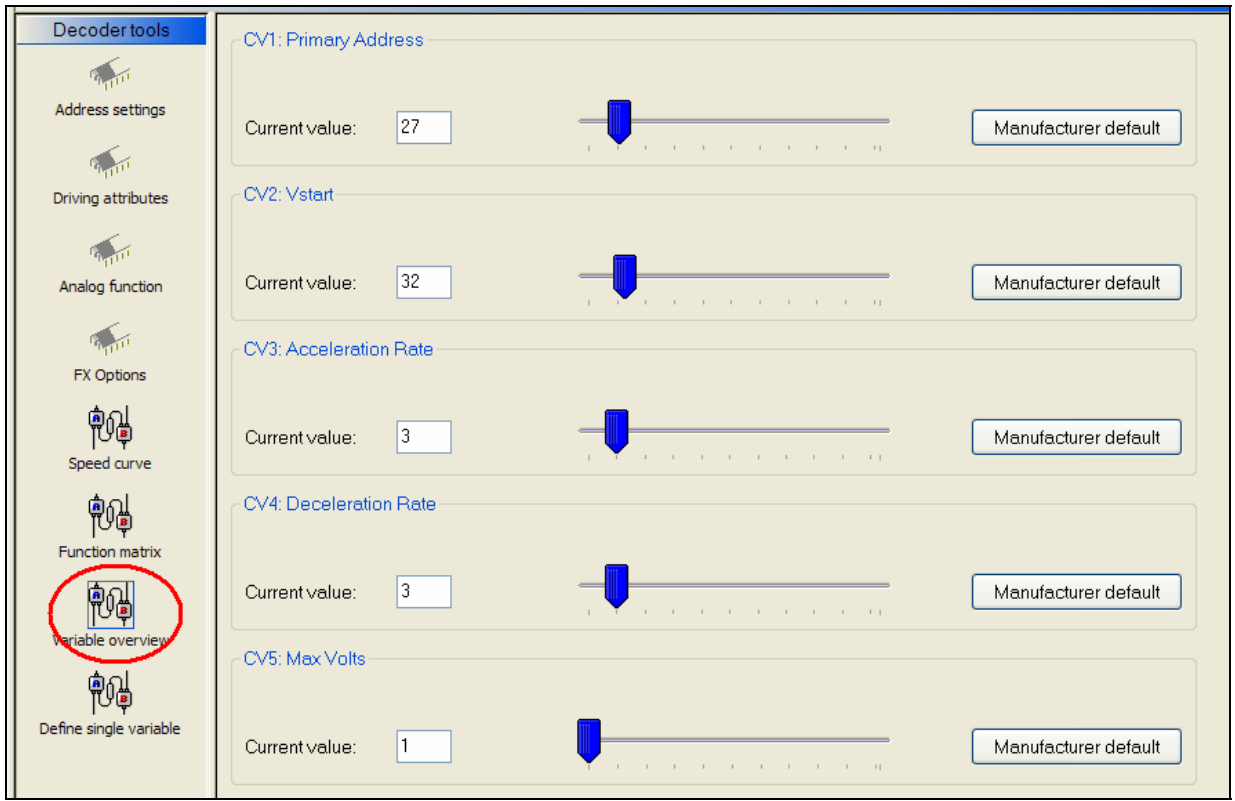 Decoder tools
Address settings
Driving attributes
Analog function
FX Options
Speed curve
Function matrix
Variable overview
Define single variable
CV1: Primary Address
Current value: 27 Manufacturer default
CV2: Vstart
Current value: 32 Manufacturer default
CV3: Acceleration Rate
Current value: 3 Manufacturer default
CV4: Deceleration Rate
Current value: 3 Manufacturer default
CV5: Max Volts
Current value: 1 Manufacturer default